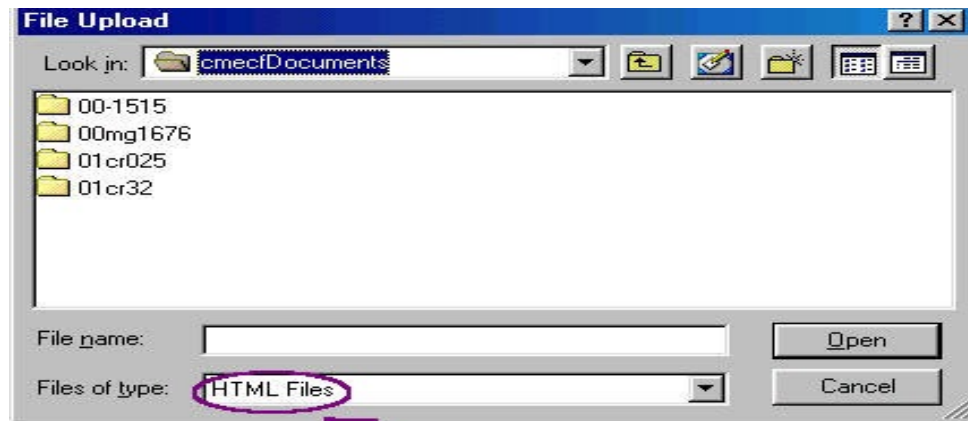 File Upload
Look in: cmecfDocuments
00-1515
00mg1676
01cr025
01cr32
File name: Open
Files of type: HTML Files Cancel